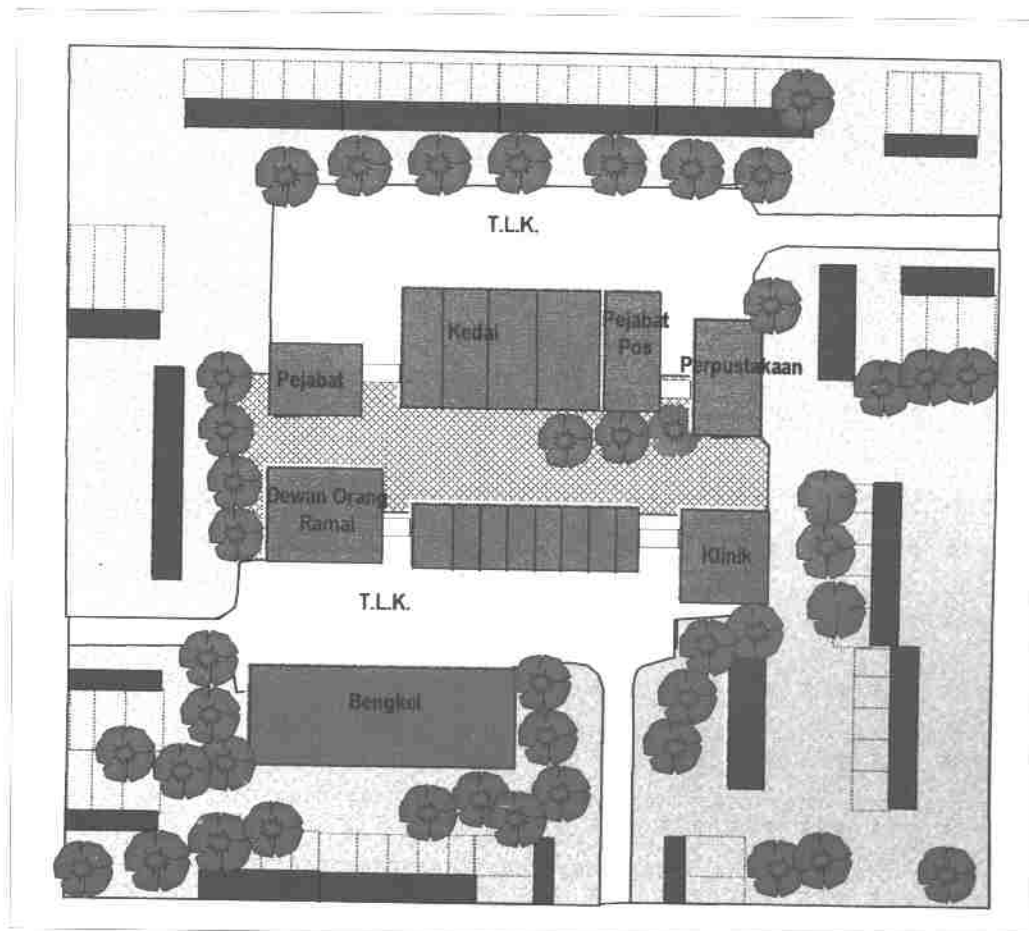 T.L.K.
Kedai
Pejabat
Pos
Perpustakaan
Pejabat
Dewan Orang
Ramai
Klinik
T.L.K.
Bengkel